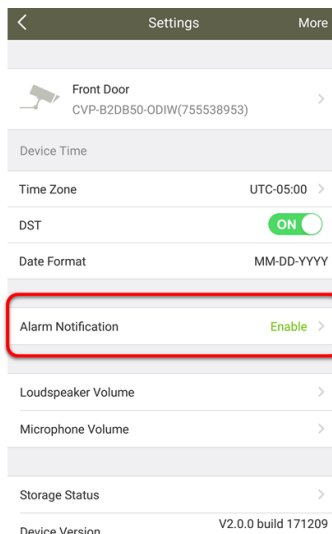 Settings
More
Front Door
CVP-B2DB50-ODIW(755538953)
Device Time
Time Zone UTC-05:00
DST ON
Date Format MM-DD-YYYY
Alarm Notification Enable
Loudspeaker Volume
Microphone Volume
Storage Status
Device Version V2.0.0 build 171209